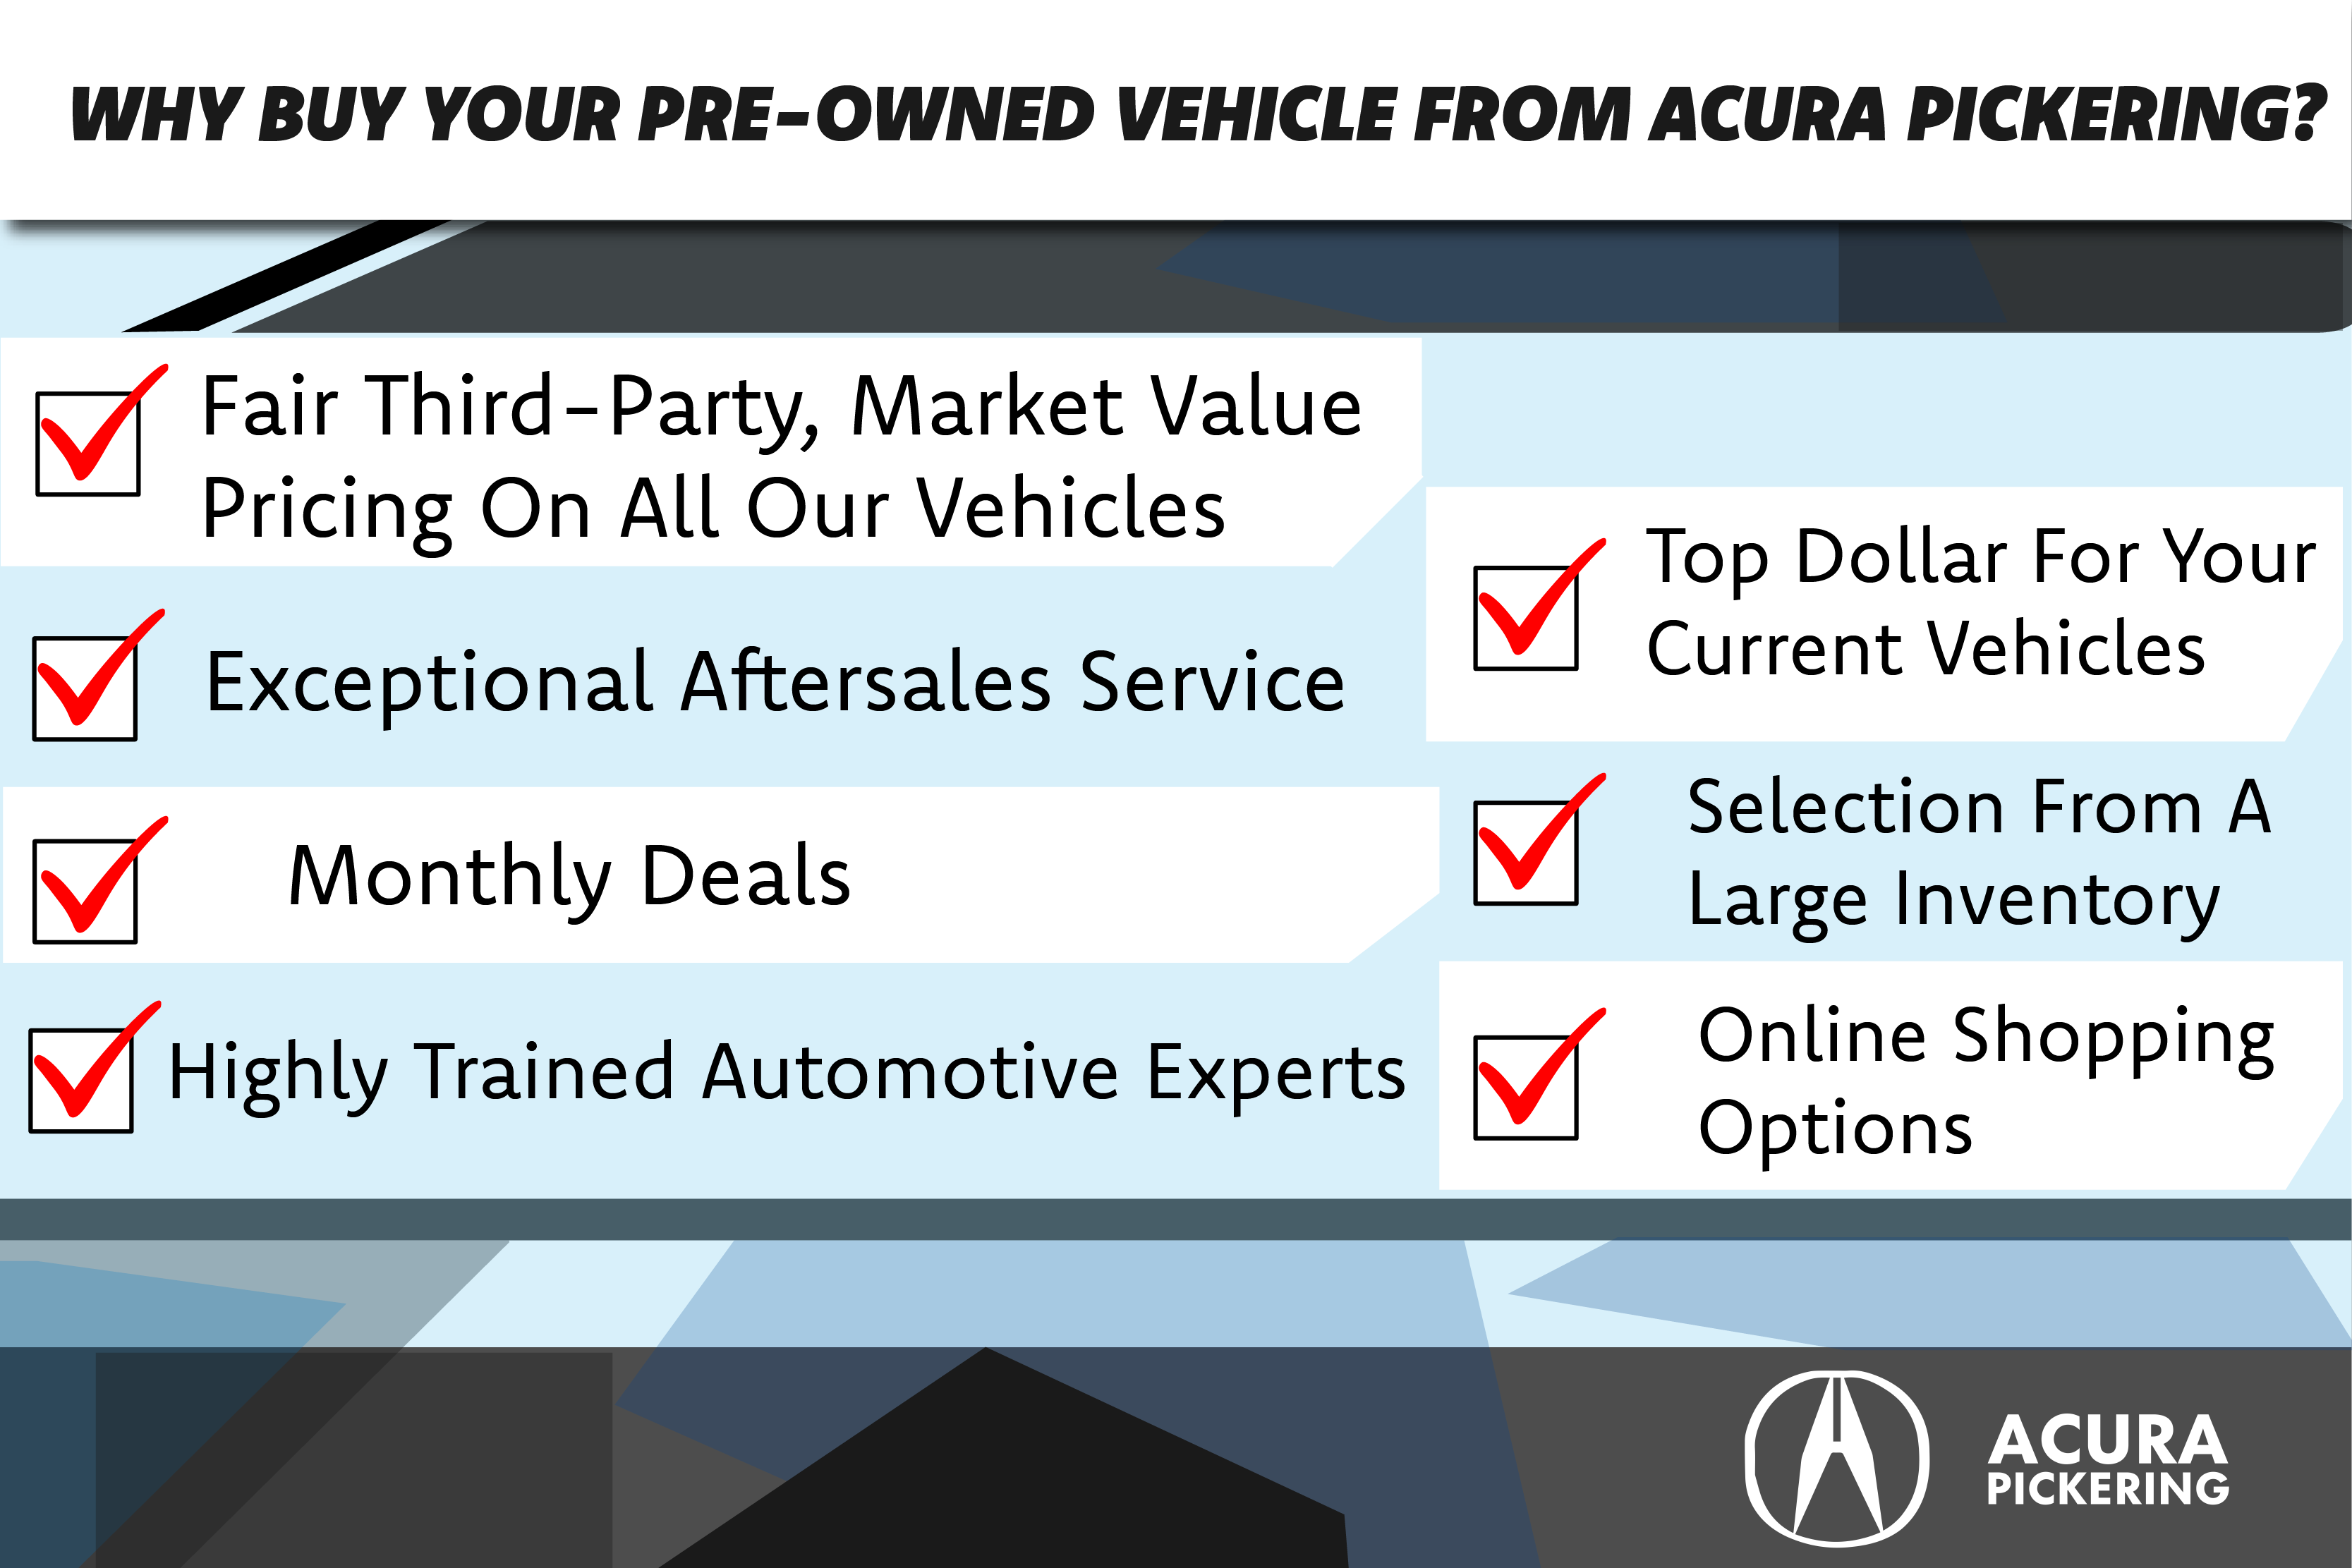 WHY BUY YOUR PRE-OWNED VEHICLE FROM ACURA PICKERING?
Fair Third-Party, Market Value
Pricing On All Our Vehicles
Exceptional Aftersales Service
Monthly Deals
Highly Trained Automotive Experts
Top Dollar For Your
Current Vehicles
Selection From A
Large Inventory
Online Shopping
Options
ACURA
PICKERING